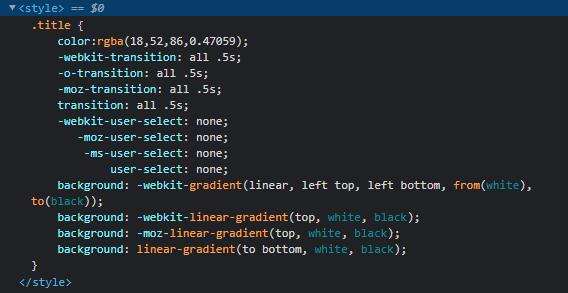 ▼<style> == $0
.title {
color:rgba(18,52,86,0.47059);
-webkit-transition: all .5s;
-o-transition: all .5s;
-moz-transition: all .5s;
transition: all .5s;
-webkit-user-select: none;
-moz-user-select: none;
-ms-user-select: none;
user-select: none;
background: -webkit-gradient(linear, left top, left bottom, from(white),
to(black));
background: -webkit-linear-gradient(top, white, black);
background: -moz-linear-gradient(top, white, black);
background: linear-gradient(to bottom, white, black);
}
</style>